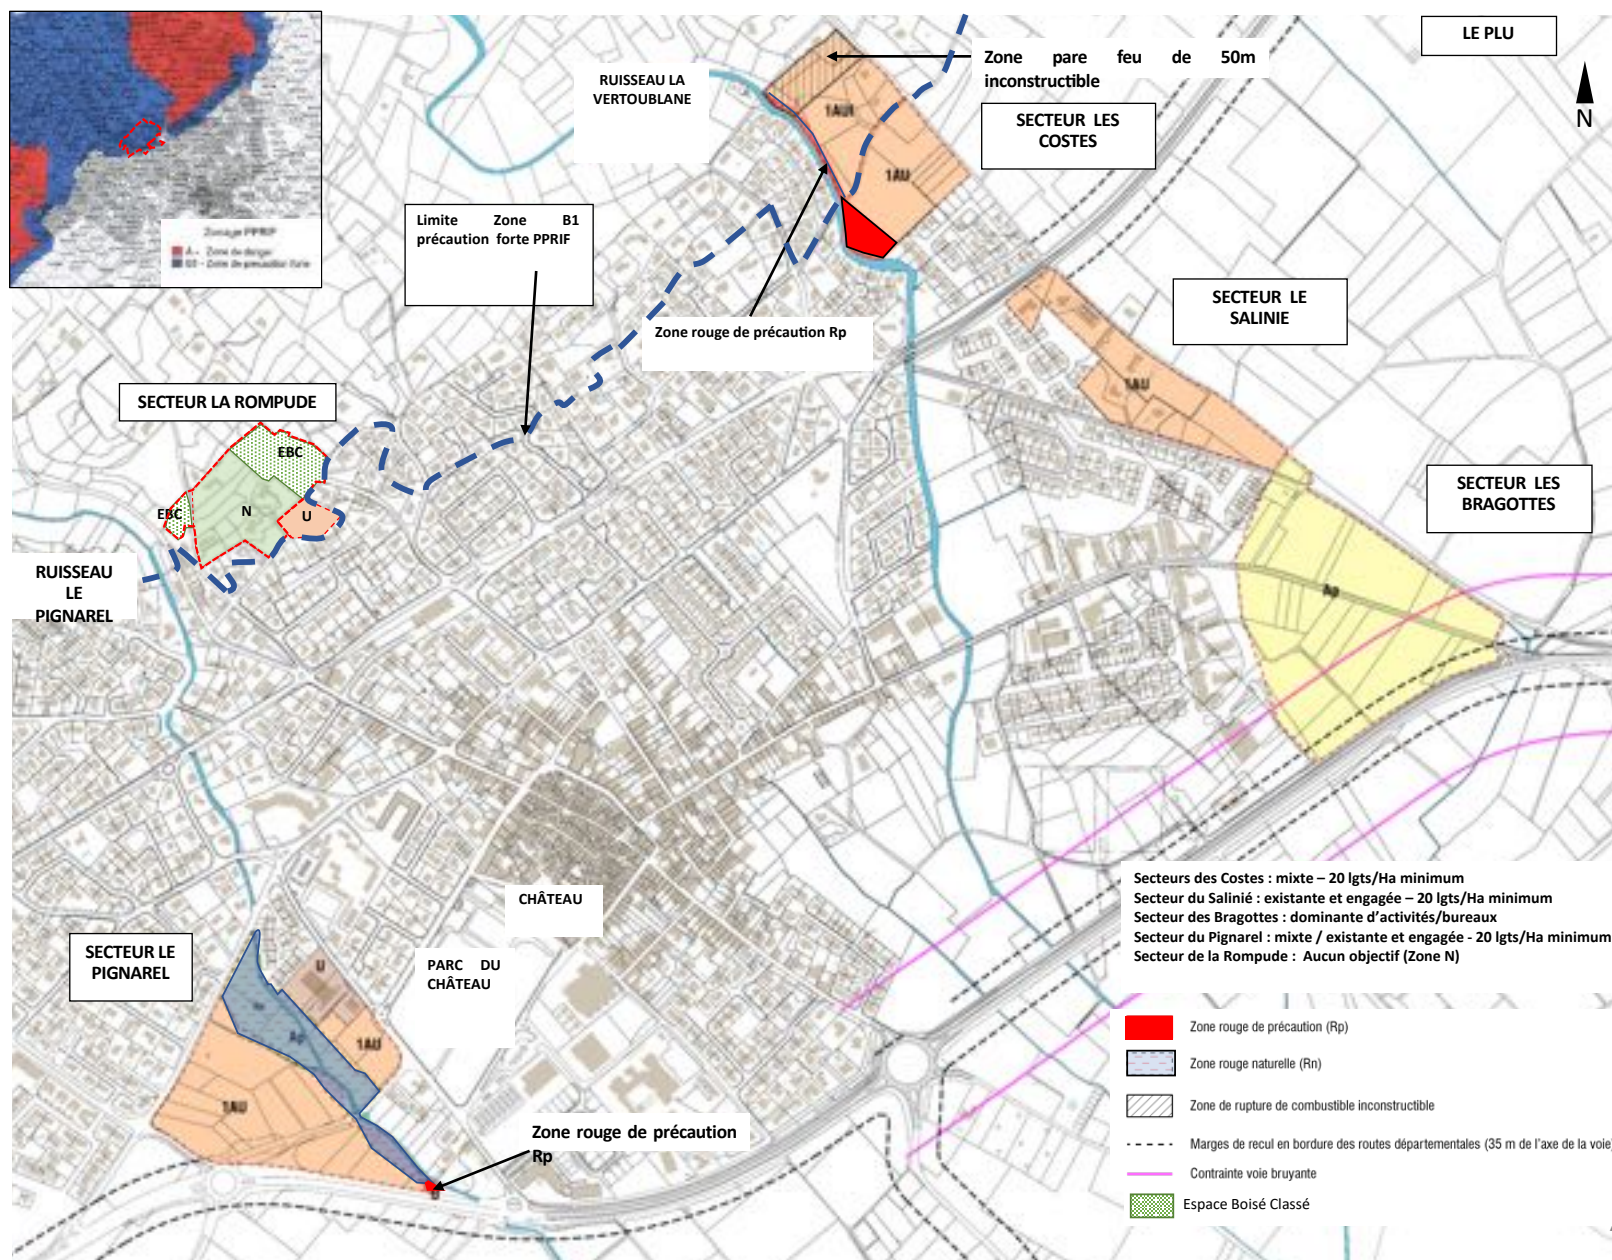 LE PLU
N
Zone pare feu de 50m
inconstructible
RUISSEAU LA
VERTOUBLANE
SECTEUR LES
COSTES
1AUI
1AU
Zonage PPRIF
A - Zone de danger
Limite Zone B1
précaution forte PPRIF
Zone rouge de précaution Rp
SECTEUR LE
SALINIE
1AU
SECTEUR LA ROMPUDE
EBC
EBC
N
U
SECTEUR LES
BRAGOTTES
Ap
RUISSEAU
LE
PIGNAREL
CHÂTEAU
PARC DU
CHÂTEAU
SECTEUR LE
PIGNAREL
U
Ap
1AU
1AU
Zone rouge de précaution
Rp
U
Secteurs des Costes : mixte – 20 lgts/Ha minimum
Secteur du Salinié : existante et engagée – 20 lgts/Ha minimum
Secteur des Bragottes : dominante d'activités/bureaux
Secteur du Pignarel : mixte / existante et engagée - 20 lgts/Ha minimum
Secteur de la Rompude : Aucun objectif (Zone N)
Zone rouge de précaution (Rp)
Zone rouge naturelle (Rn)
Zone de rupture de combustible inconstructible
Marges de recul en bordure des routes départementales (35 m de l'axe de la voie)
Contrainte voie bruyante
Espace Boisé Classé